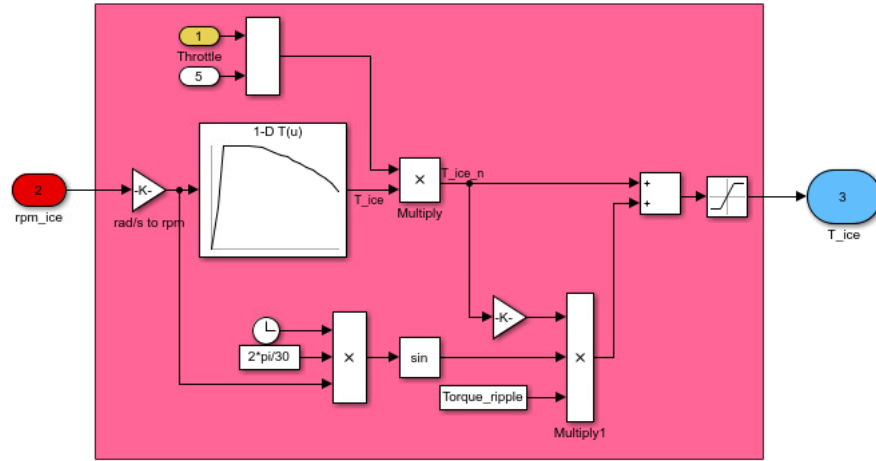 1
Throttle
5
1-D T(u)
2
rpm_ice
-K-
rad/s to rpm
T_ice
×
Multiply
T_ice_n
+
+
3
T_ice
-K-
2*pi/30
×
sin
Torque_ripple
×
Multiply1